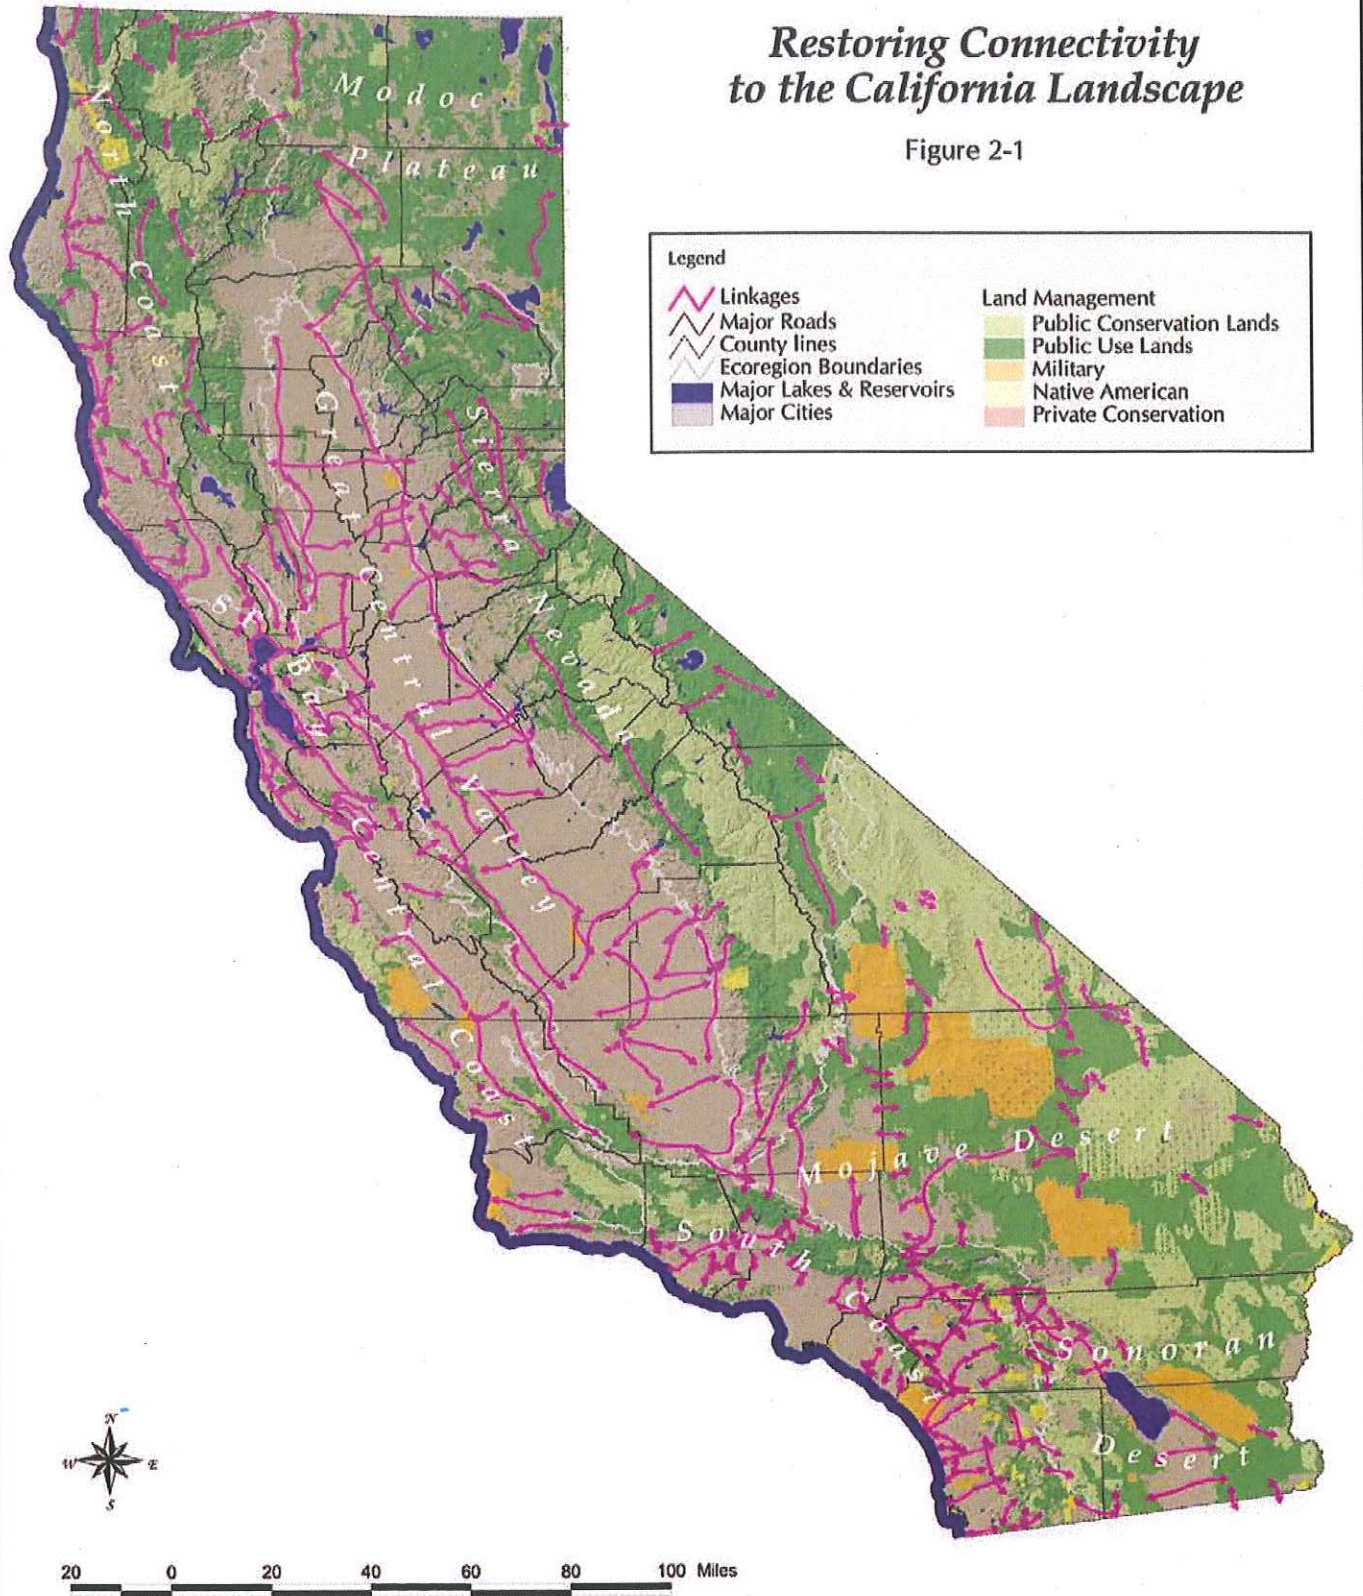 Restoring Connectivity
to the California Landscape
Figure 2-1
Legend
Linkages
Major Roads
County lines
Ecoregion Boundaries
Major Lakes & Reservoirs
Major Cities
Land Management
Public Conservation Lands
Public Use Lands
Military
Native American
Private Conservation
Modoc
Plateau
North Coast
Great Central Valley
Sierra
Nevada
SF Bay
Central Coast
Mojave Desert
South Coast
Sonoran
Desert
N
W E
S
20 0 20 40 60 80 100 Miles